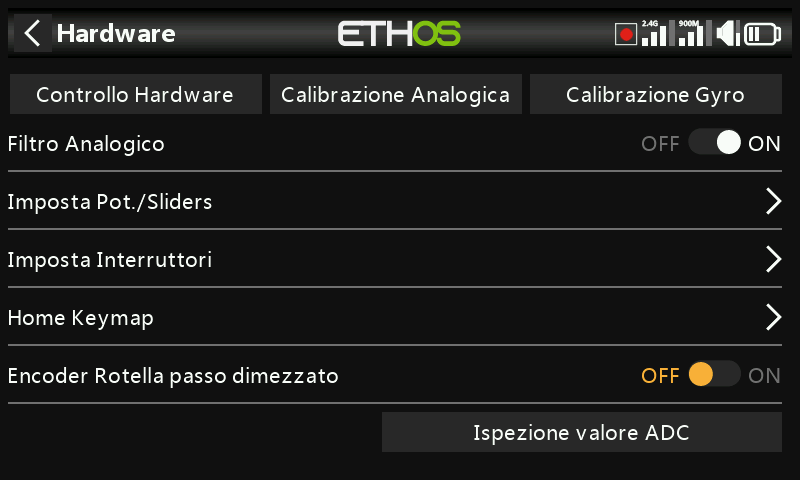 Hardware
ETHOS
2.4G 900M
Controllo Hardware
Calibrazione Analogica
Calibrazione Gyro
Filtro Analogico
OFF ON
Imposta Pot./Sliders
Imposta Interruttori
Home Keymap
Encoder Rotella passo dimezzato
OFF ON
Ispezione valore ADC